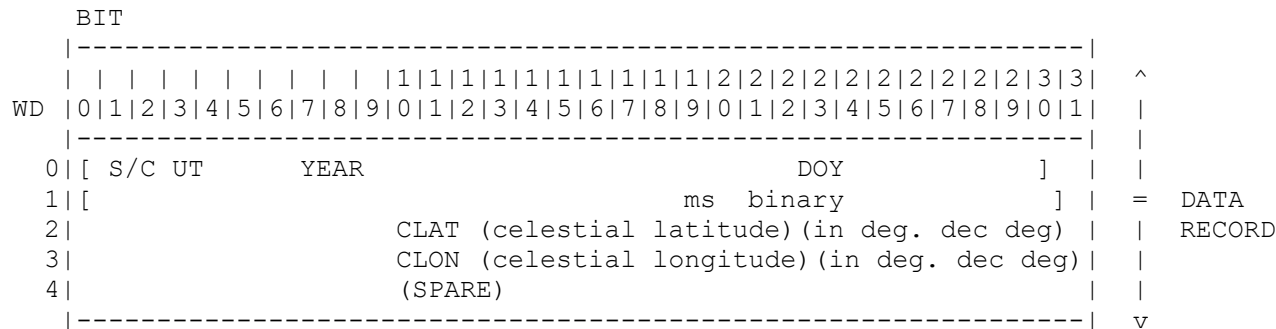 BIT
   |---------------------------------------------------------------|
   | | | | | | | | | |1|1|1|1|1|1|1|1|1|1|2|2|2|2|2|2|2|2|2|2|3|3|  ^
WD |0|1|2|3|4|5|6|7|8|9|0|1|2|3|4|5|6|7|8|9|0|1|2|3|4|5|6|7|8|9|0|1|  |
   |---------------------------------------------------------------|  |
  0|[ S/C UT      YEAR                           DOY            ] |  |
  1|[                                     ms  binary             ] |  =  DATA
  2|                    CLAT (celestial latitude)(in deg. dec deg) |  |  RECORD
  3|                    CLON (celestial longitude)(in deg. dec deg)|  |
  4|                    (SPARE)                                    |  |
   |---------------------------------------------------------------|  v